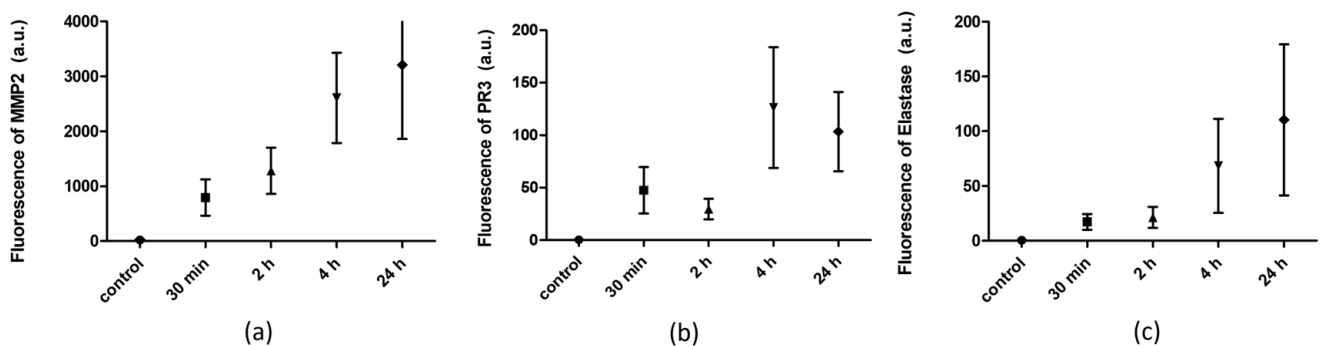 Fluorescence of MMP2 (a.u.)
4000
3000
2000
1000
0
control
30 min
2 h
4 h
24 h
(a)
Fluorescence of PR3 (a.u.)
200
150
100
50
0
control
30 min
2 h
4 h
24 h
(b)
Fluorescence of Elastase (a.u.)
200
150
100
50
0
control
30 min
2 h
4 h
24 h
(c)